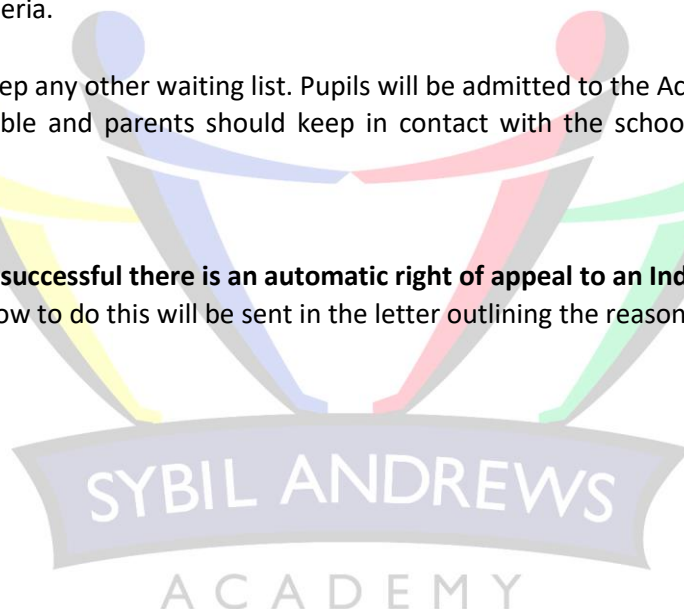 eria.
ep any other waiting list. Pupils will be admitted to the Ac
ble and parents should keep in contact with the schoo
successful there is an automatic right of appeal to an Ind
ow to do this will be sent in the letter outlining the reason
SYBIL ANDREWS
ACADEMY